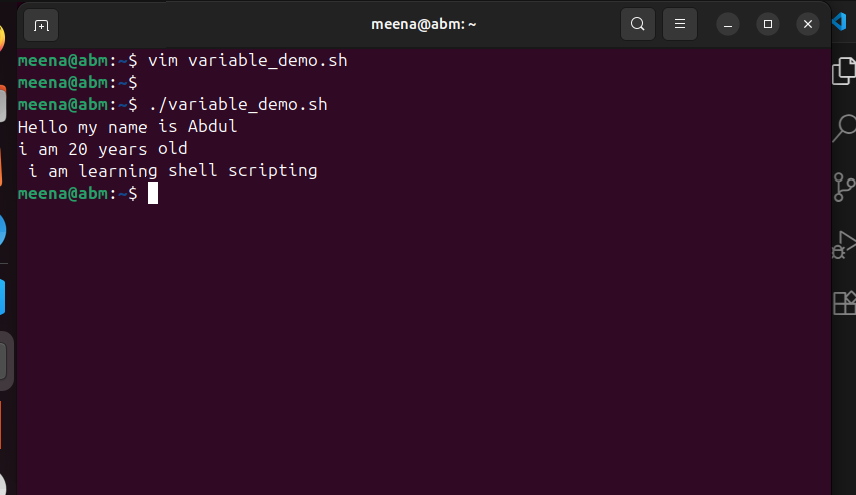 meena@abm: ~
meena@abm:~$ vim variable_demo.sh
meena@abm:~$
meena@abm:~$ ./variable_demo.sh
Hello my name is Abdul
i am 20 years old
 i am learning shell scripting
meena@abm:~$